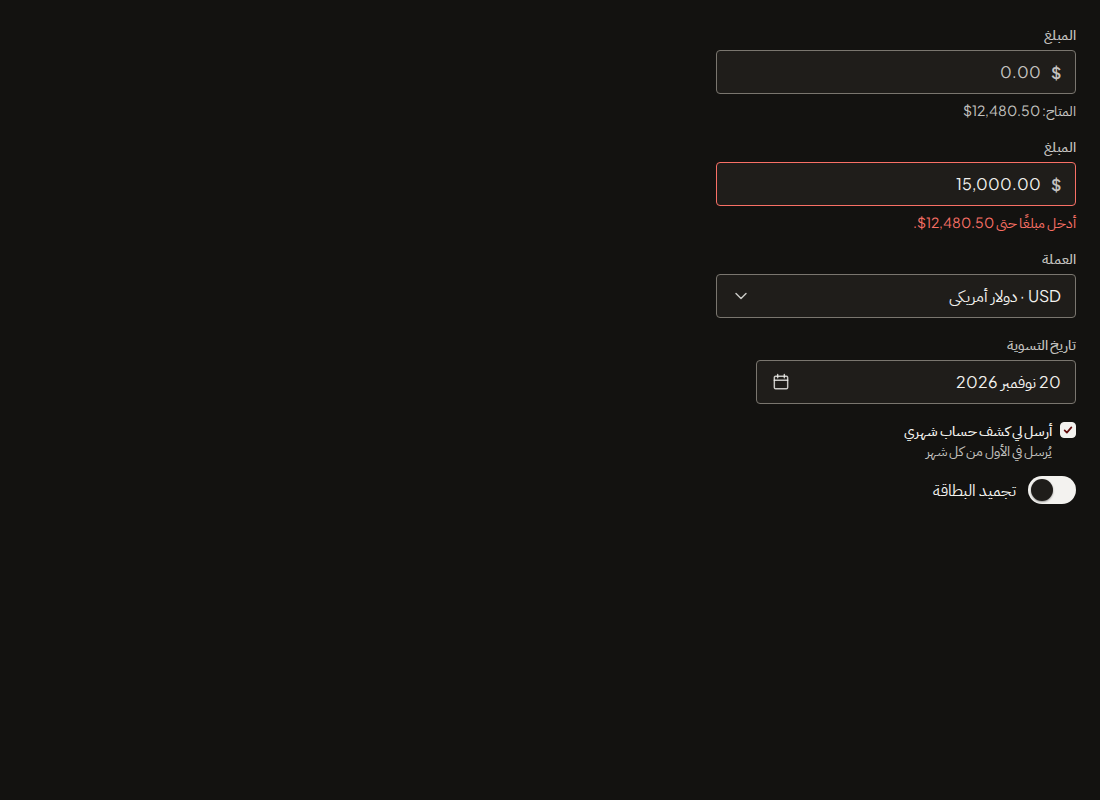 المبلغ
$ 0.00
المتاح: 12,480.50$
المبلغ
$ 15,000.00
أدخل مبلغًا حتى 12,480.50$.
العملة
USD · دولار أمريكي
تاريخ التسوية
20 نوفمبر 2026
أرسل لي كشف حساب شهري
يُرسل في الأول من كل شهر
تجميد البطاقة